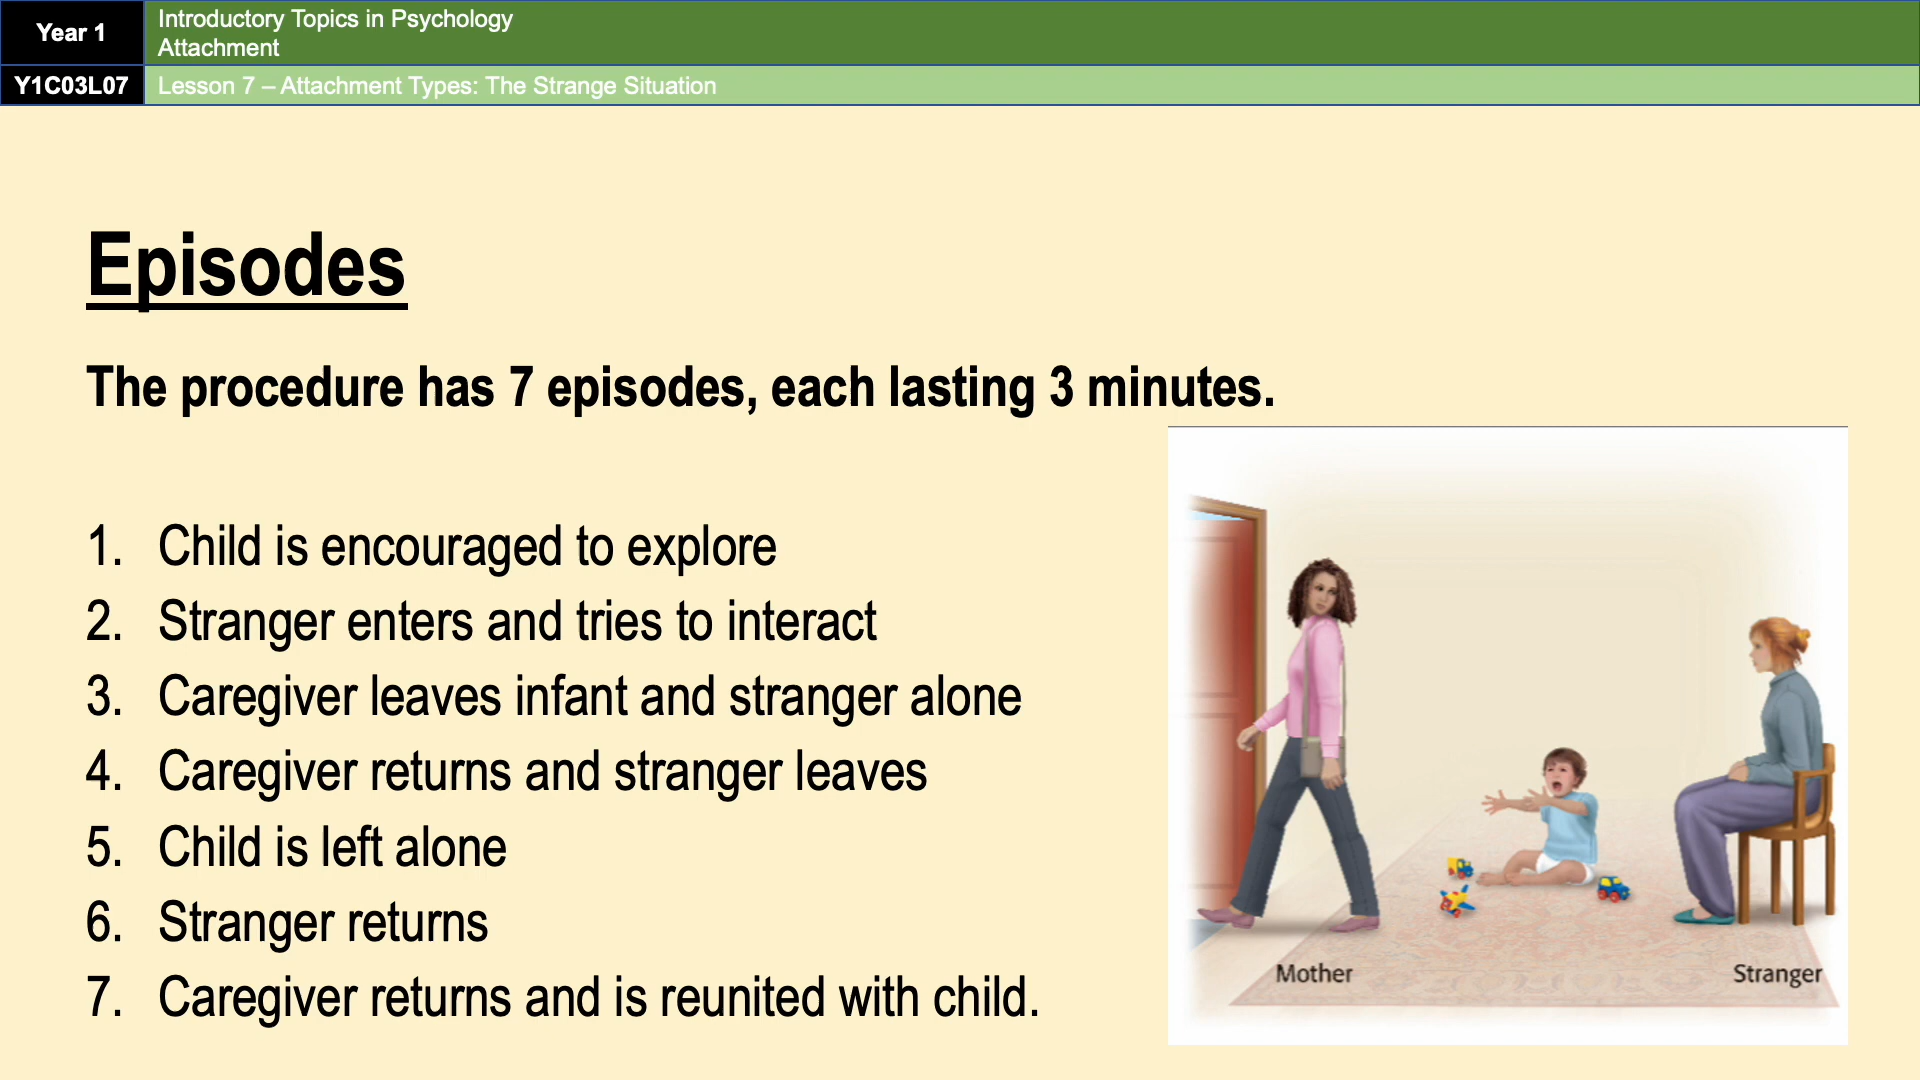 Year 1
Introductory Topics in Psychology
Attachment
Y1C03L07
Lesson 7 – Attachment Types: The Strange Situation
Episodes
The procedure has 7 episodes, each lasting 3 minutes.
1. Child is encouraged to explore
2. Stranger enters and tries to interact
3. Caregiver leaves infant and stranger alone
4. Caregiver returns and stranger leaves
5. Child is left alone
6. Stranger returns
7. Caregiver returns and is reunited with child.
Mother
Stranger